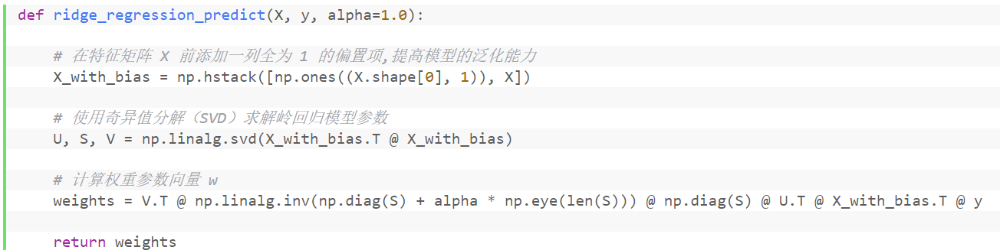 def ridge_regression_predict(X, y, alpha=1.0):
# 在特征矩阵 X 前添加一列全为 1 的偏置项,提高模型的泛化能力
X_with_bias = np.hstack([np.ones((X.shape[0], 1)), X])
# 使用奇异值分解（SVD）求解岭回归模型参数
U, S, V = np.linalg.svd(X_with_bias.T @ X_with_bias)
# 计算权重参数向量 w
weights = V.T @ np.linalg.inv(np.diag(S) + alpha * np.eye(len(S))) @ np.diag(S) @ U.T @ X_with_bias.T @ y
return weights